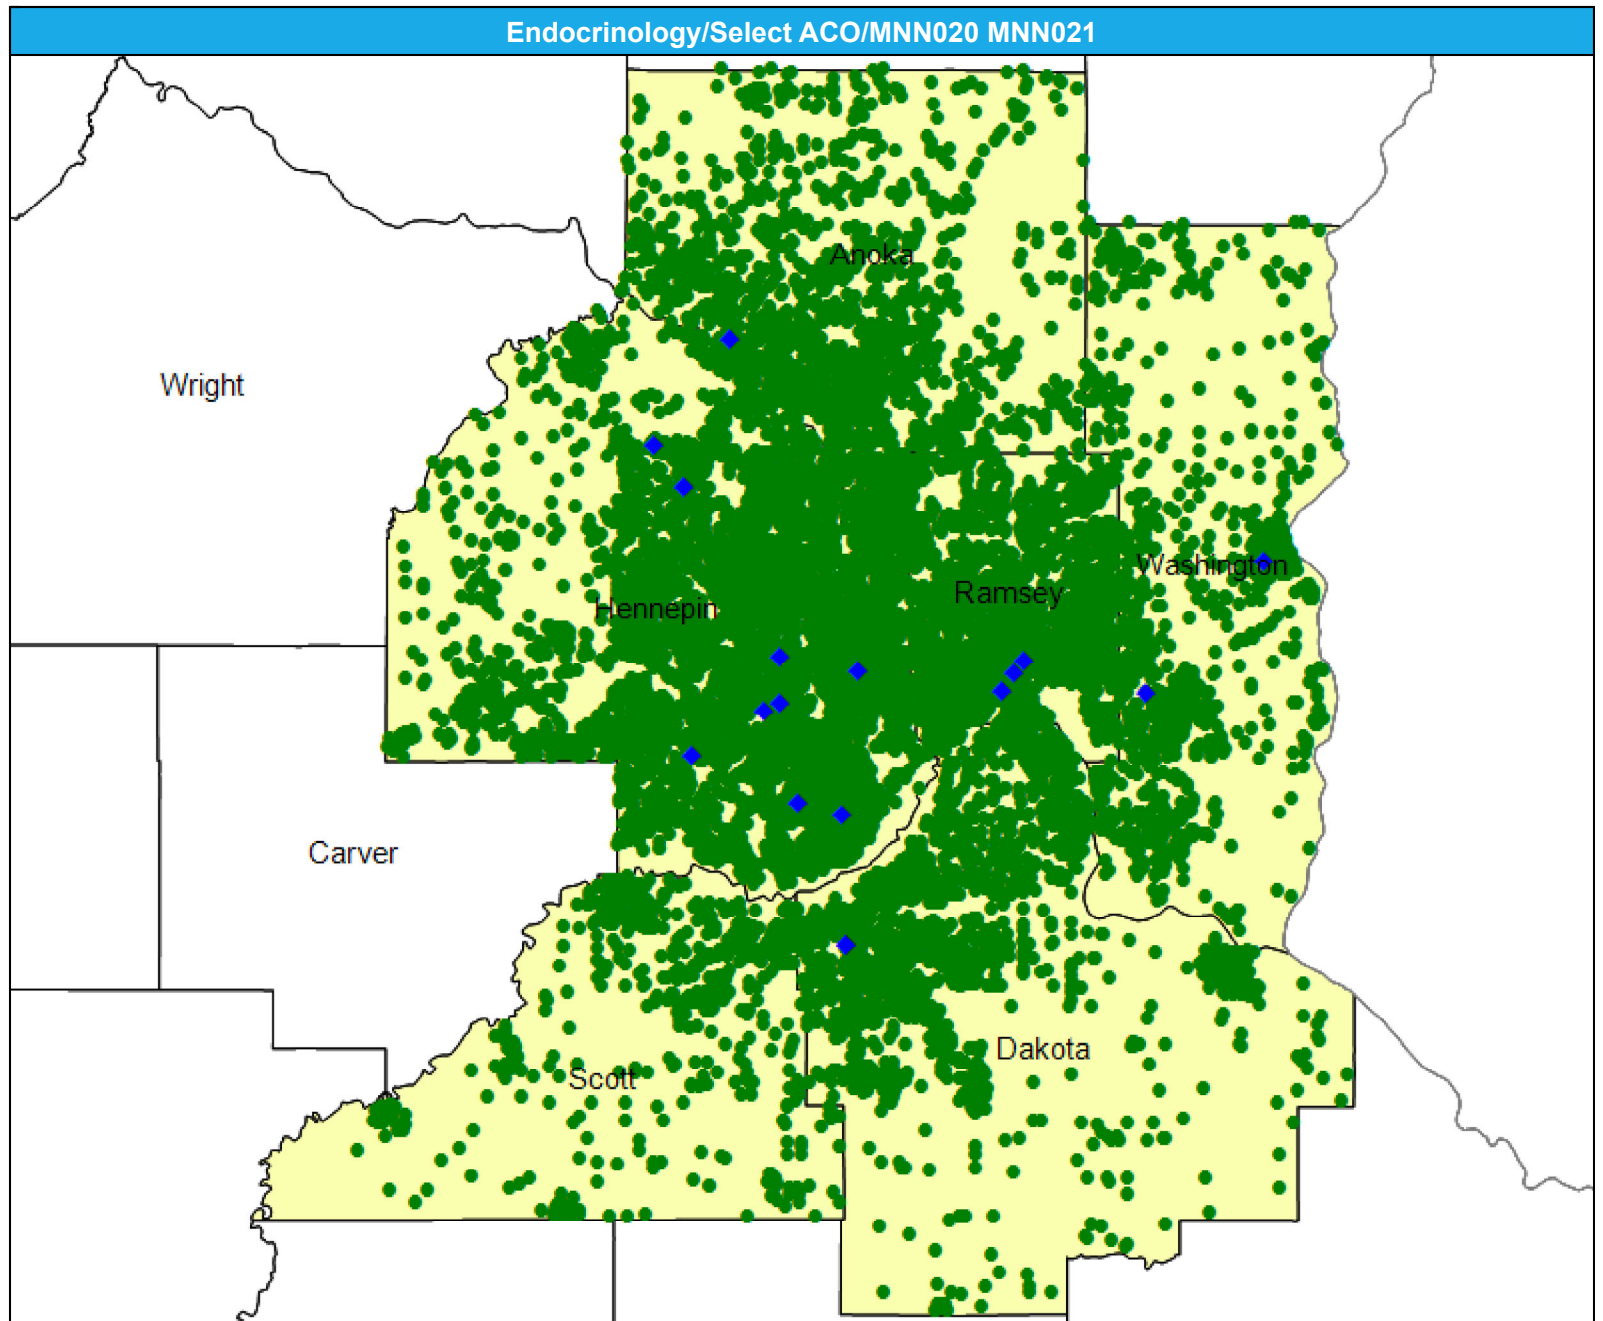 Endocrinology/Select ACO/MNN020 MNN021
Anoka
Wright
Washington
Ramsey
Hennepin
Carver
Dakota
Scott